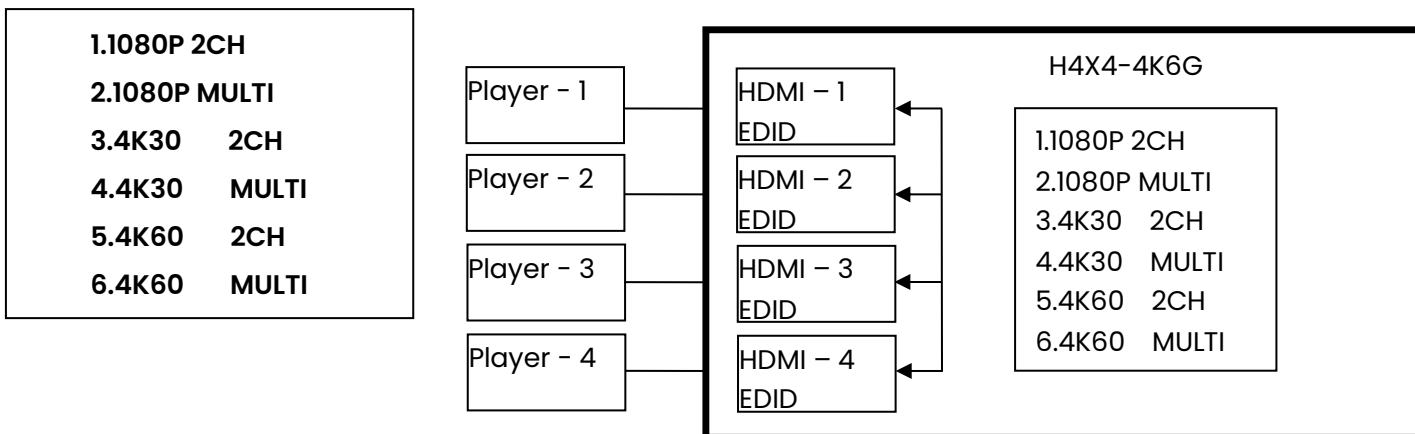 1.1080P 2CH
2.1080P MULTI
3.4K30 2CH
4.4K30 MULTI
5.4K60 2CH
6.4K60 MULTI
Player - 1
Player - 2
Player - 3
Player - 4
H4X4-4K6G
HDMI – 1
EDID
HDMI – 2
EDID
HDMI – 3
EDID
HDMI – 4
EDID
1.1080P 2CH
2.1080P MULTI
3.4K30 2CH
4.4K30 MULTI
5.4K60 2CH
6.4K60 MULTI